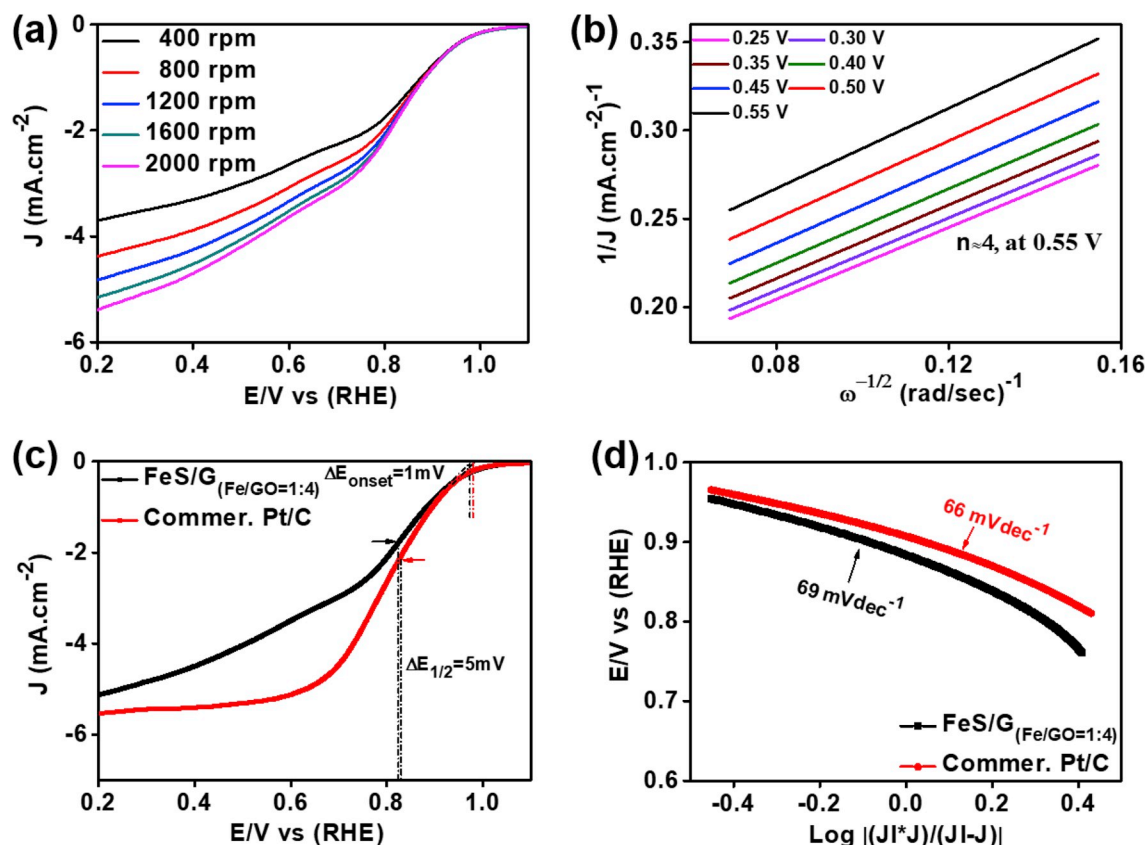 (a)
400 rpm
800 rpm
1200 rpm
1600 rpm
2000 rpm
0
-2
-4
-6
J (mA.cm⁻²)
0.2 0.4 0.6 0.8 1.0
E/V vs (RHE)
(b)
0.25 V 0.30 V
0.35 V 0.40 V
0.45 V 0.50 V
0.55 V
0.35
0.30
0.25
0.20
1/J (mA.cm⁻²)⁻¹
n≈4, at 0.55 V
0.08 0.12 0.16
ω⁻¹/² (rad/sec)⁻¹
(c)
FeS/G(Fe/GO=1:4)
Commer. Pt/C
ΔEonset=1mV
ΔE1/2=5mV
0
-2
-4
-6
J (mA.cm⁻²)
0.2 0.4 0.6 0.8 1.0
E/V vs (RHE)
(d)
66 mVdec⁻¹
69 mVdec⁻¹
FeS/G(Fe/GO=1:4)
Commer. Pt/C
1.0
0.9
0.8
0.7
0.6
E/V vs (RHE)
-0.4 -0.2 0.0 0.2 0.4
Log |(Jl*J)/(Jl-J)|